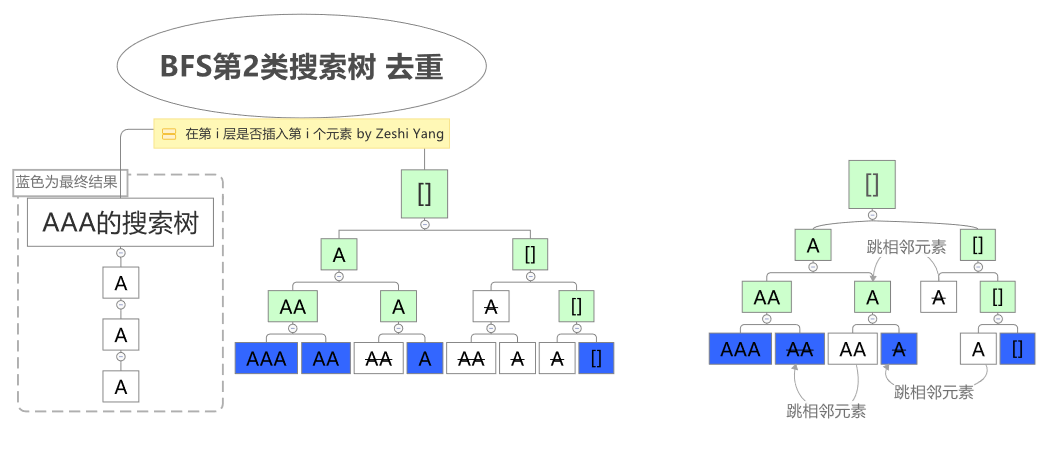 BFS第2类搜索树 去重
在第 i 层是否插入第 i 个元素 by Zeshi Yang
蓝色为最终结果
AAA的搜索树
A
A
A
[]
A []
AA A A []
AAA AA AA A AA A A []
[]
A []
跳相邻元素
AA A A []
AAA AA AA A A []
跳相邻元素
跳相邻元素